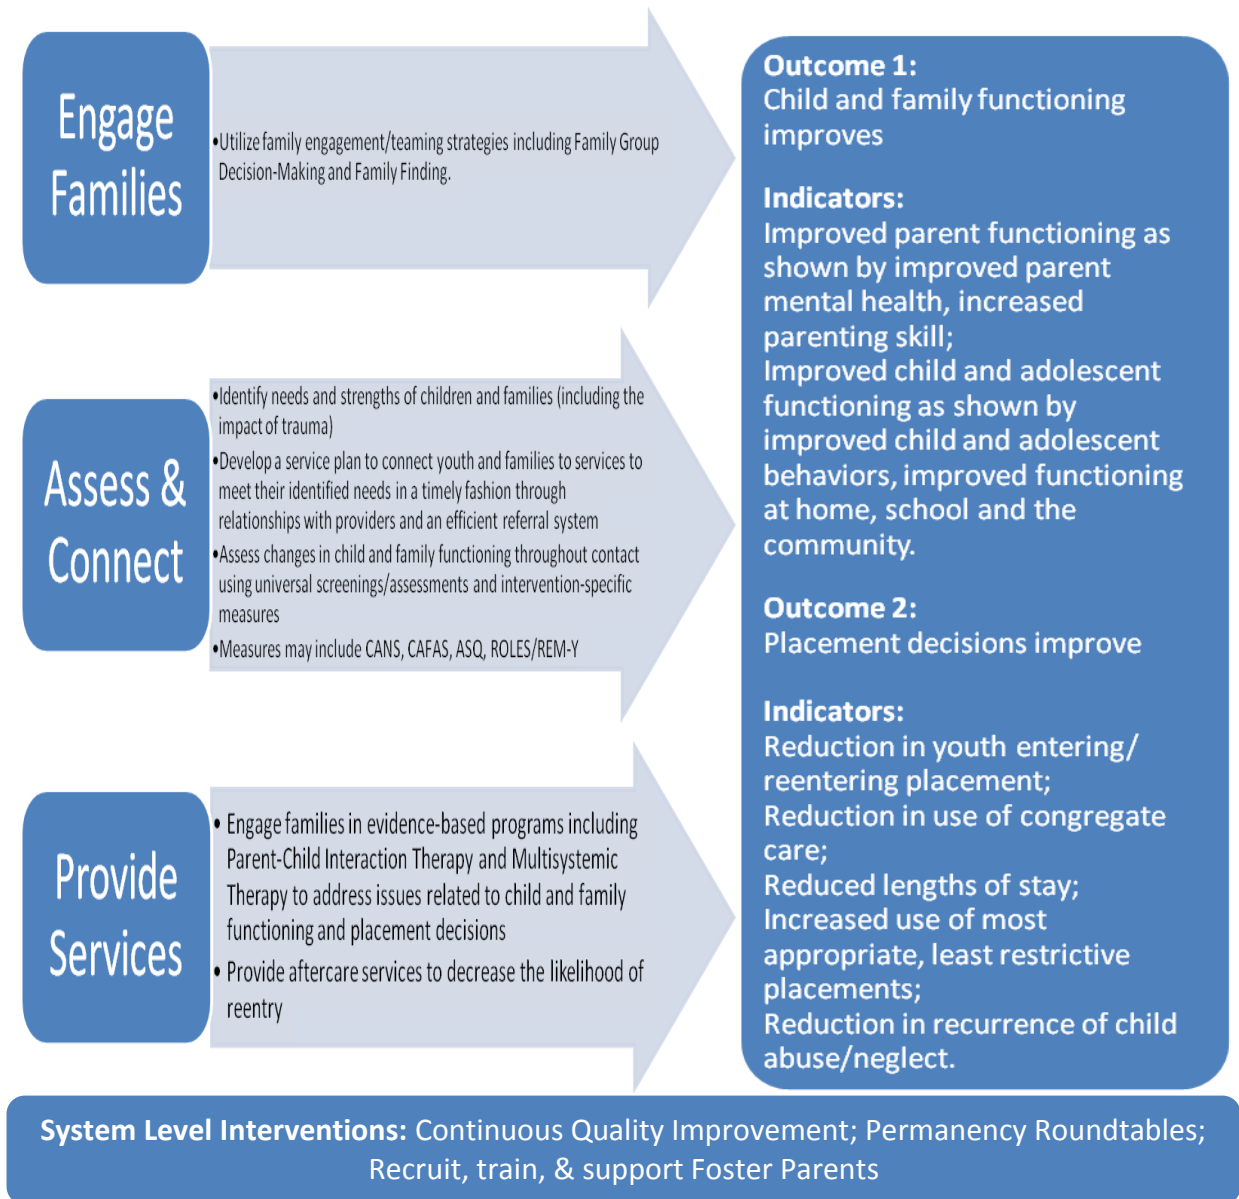 Engage
Families
•Utilize family engagement/teaming strategies including Family Group
Decision-Making and Family Finding.
Assess &
Connect
•Identify needs and strengths of children and families (including the
impact of trauma)
•Develop a service plan to connect youth and families to services to
meet their identified needs in a timely fashion through
relationships with providers and an efficient referral system
•Assess changes in child and family functioning throughout contact
using universal screenings/assessments and intervention-specific
measures
•Measures may include CANS, CAFAS, ASQ, ROLES/REM-Y
Provide
Services
• Engage families in evidence-based programs including
Parent-Child Interaction Therapy and Multisystemic
Therapy to address issues related to child and family
functioning and placement decisions
• Provide aftercare services to decrease the likelihood of
reentry
Outcome 1:
Child and family functioning
improves
Indicators:
Improved parent functioning as
shown by improved parent
mental health, increased
parenting skill;
Improved child and adolescent
functioning as shown by
improved child and adolescent
behaviors, improved functioning
at home, school and the
community.
Outcome 2:
Placement decisions improve
Indicators:
Reduction in youth entering/
reentering placement;
Reduction in use of congregate
care;
Reduced lengths of stay;
Increased use of most
appropriate, least restrictive
placements;
Reduction in recurrence of child
abuse/neglect.
System Level Interventions: Continuous Quality Improvement; Permanency Roundtables;
Recruit, train, & support Foster Parents